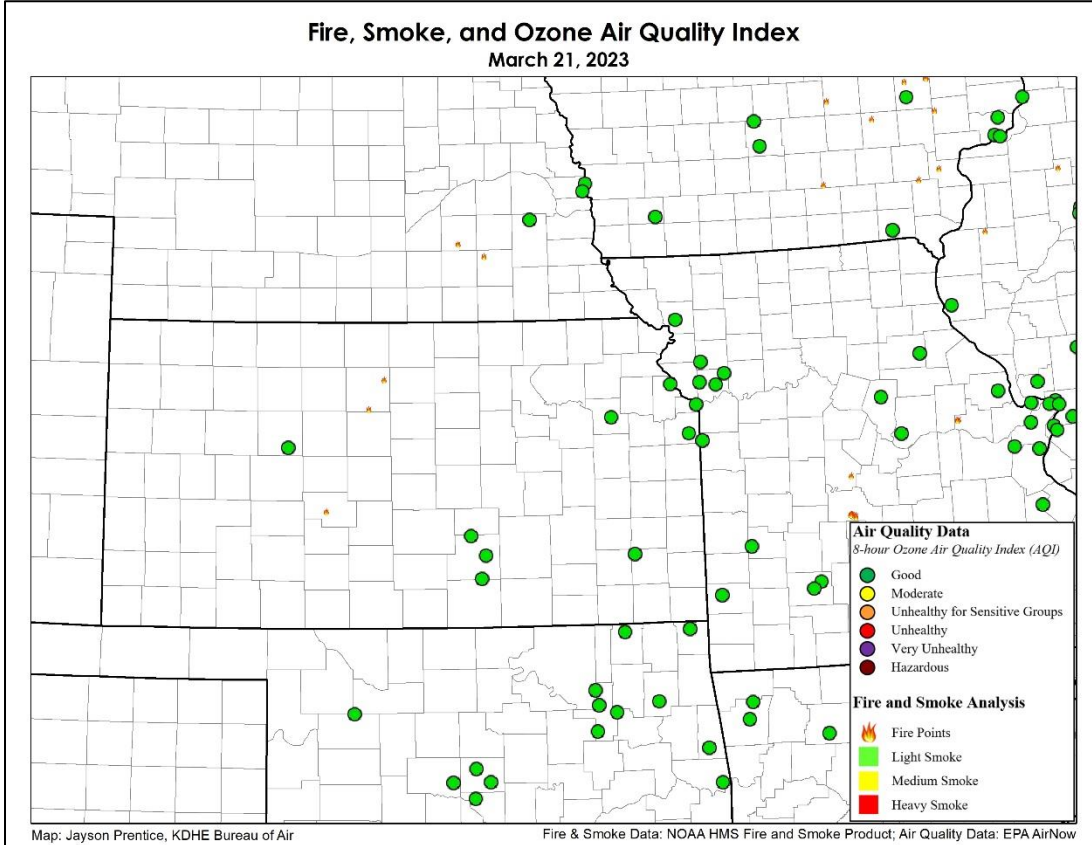 Fire, Smoke, and Ozone Air Quality Index
March 21, 2023
Air Quality Data
8-hour Ozone Air Quality Index (AQI)
Good
Moderate
Unhealthy for Sensitive Groups
Unhealthy
Very Unhealthy
Hazardous
Fire and Smoke Analysis
Fire Points
Light Smoke
Medium Smoke
Heavy Smoke
Map: Jayson Prentice, KDHE Bureau of Air
Fire & Smoke Data: NOAA HMS Fire and Smoke Product; Air Quality Data: EPA AirNow